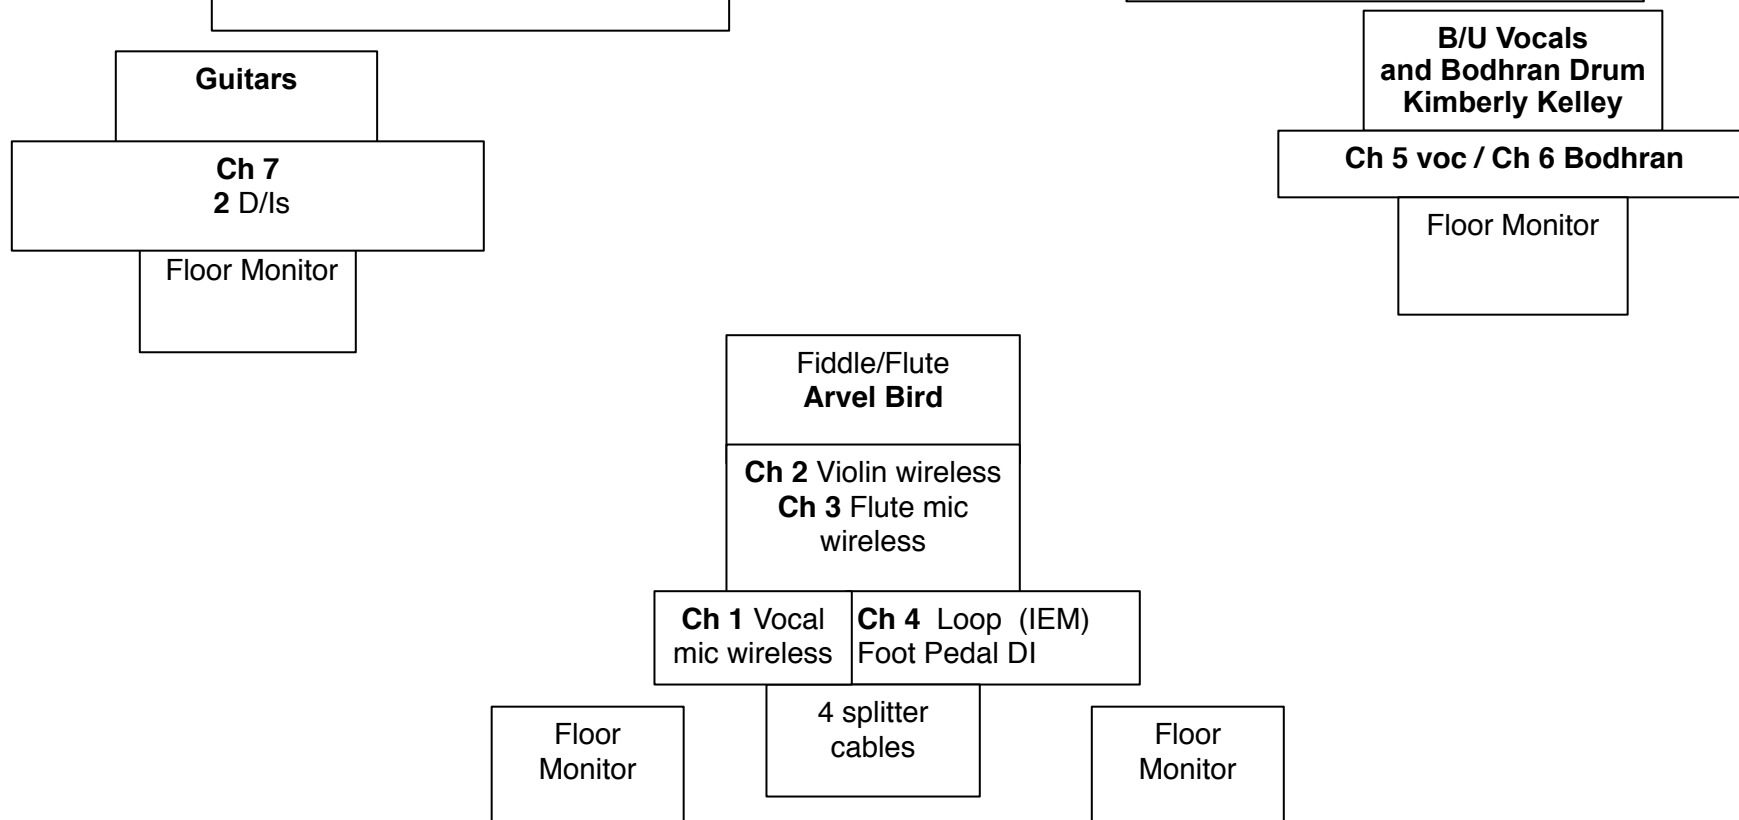 Guitars
Ch 7
2 D/Is
Floor Monitor
B/U Vocals
and Bodhran Drum
Kimberly Kelley
Ch 5 voc / Ch 6 Bodhran
Floor Monitor
Fiddle/Flute
Arvel Bird
Ch 2 Violin wireless
Ch 3 Flute mic
wireless
Ch 1 Vocal
mic wireless
Ch 4 Loop (IEM)
Foot Pedal DI
4 splitter
cables
Floor
Monitor
Floor
Monitor